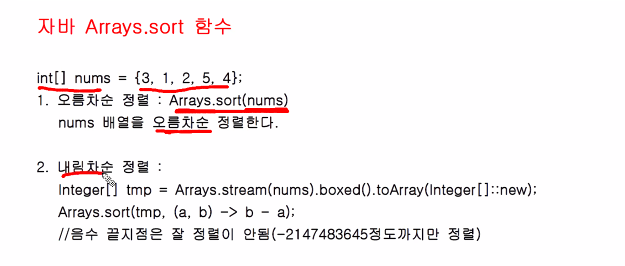 자바 Arrays.sort 함수
int[] nums = {3, 1, 2, 5, 4};
1. 오름차순 정렬 : Arrays.sort(nums)
nums 배열을 오름차순 정렬한다.
2. 내림차순 정렬 :
Integer[] tmp = Arrays.stream(nums).boxed().toArray(Integer[]::new);
Arrays.sort(tmp, (a, b) -> b - a);
//음수 끝지점은 잘 정렬이 안됨(-2147483645정도까지만 정렬)